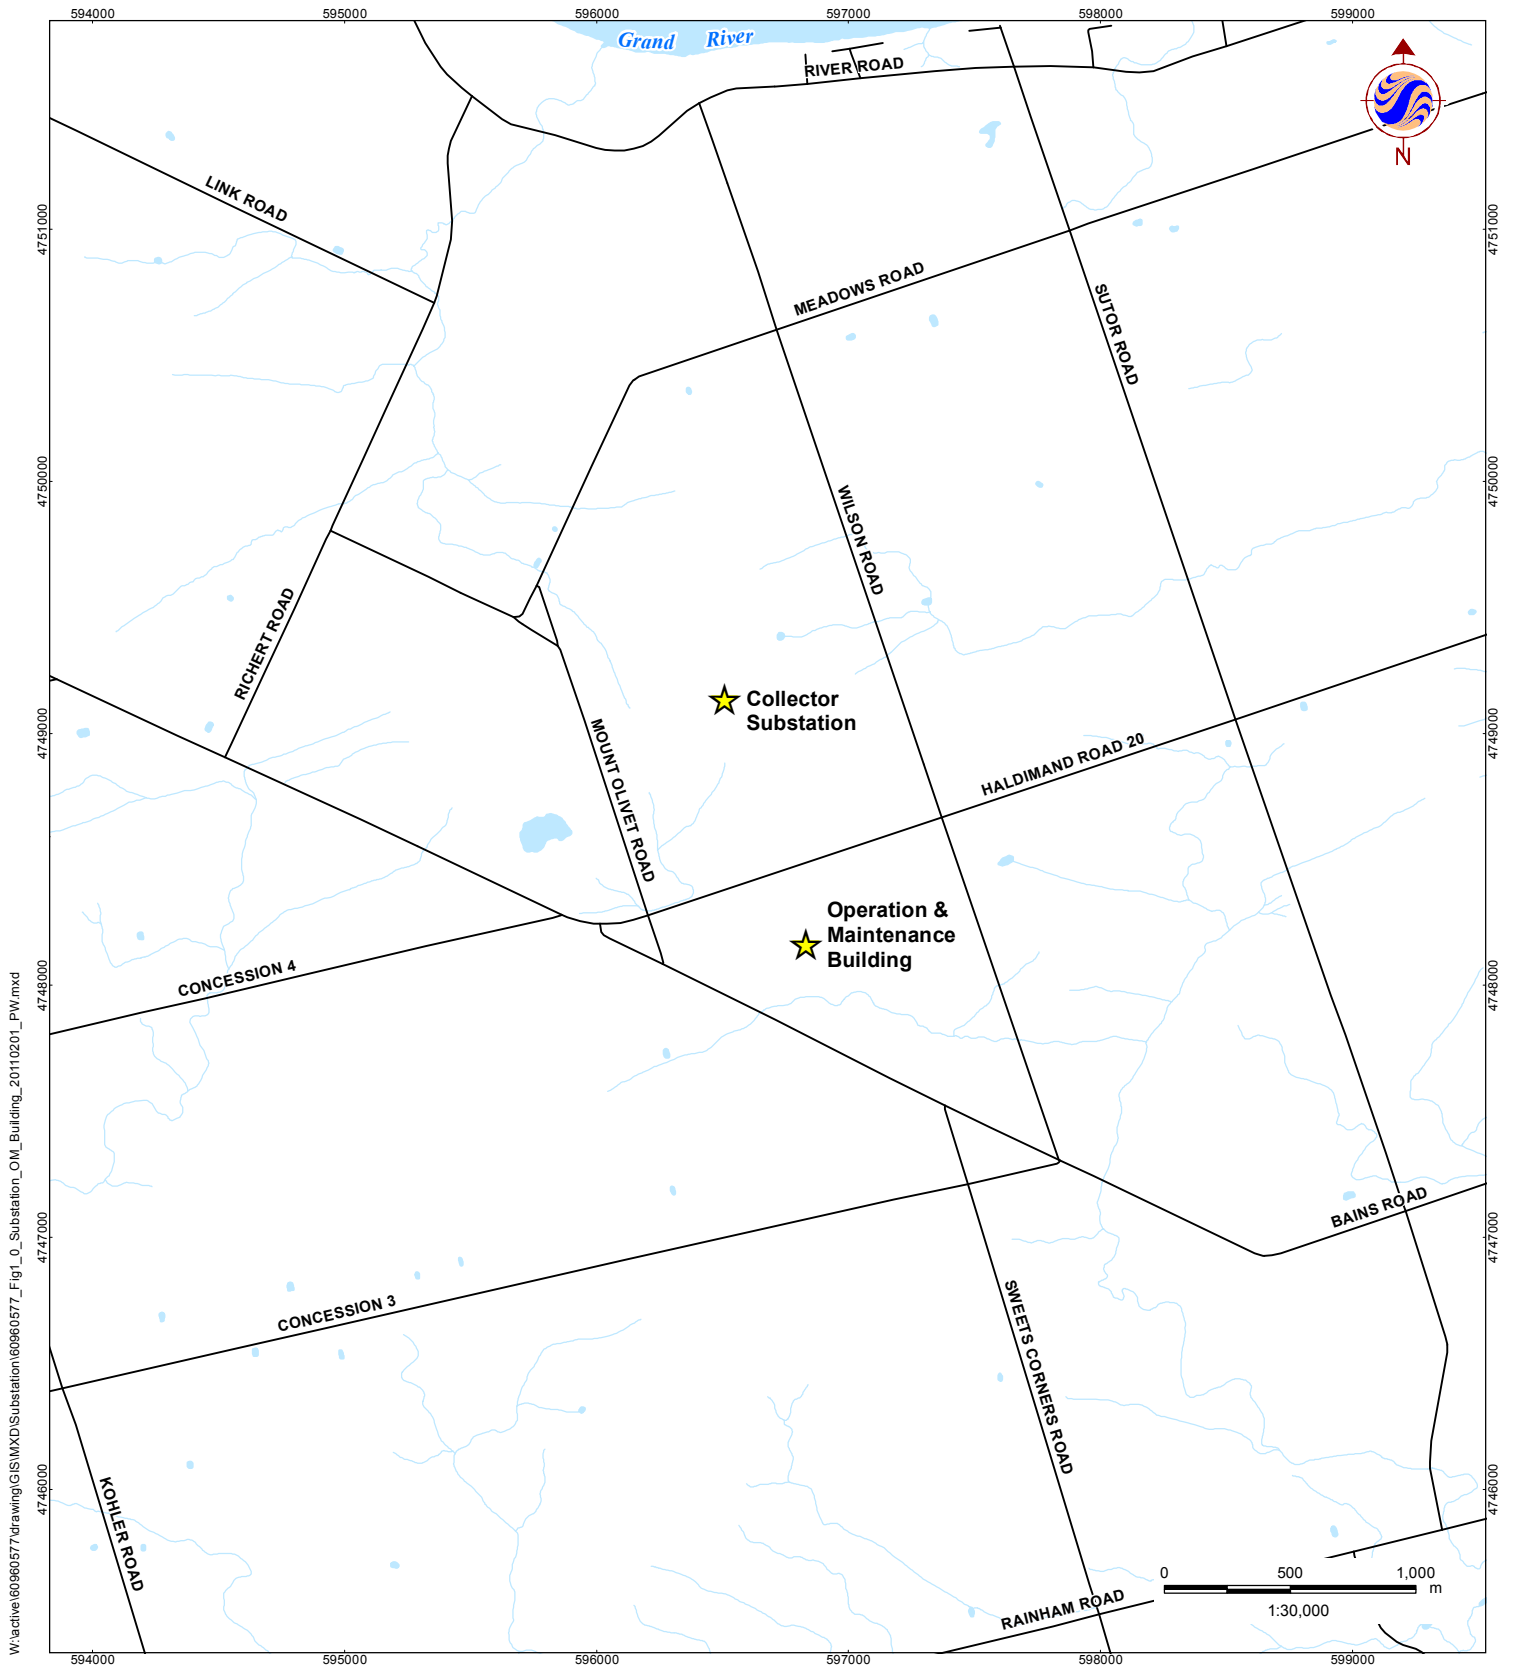 594000
595000
596000
597000
598000
599000
Grand River
RIVER ROAD
N
LINK ROAD
4751000
4751000
MEADOWS ROAD
SUTOR ROAD
4750000
4750000
WILSON ROAD
RICHERT ROAD
Collector
Substation
4749000
4749000
MOUNT OLIVET ROAD
HALDIMAND ROAD 20
Operation &
Maintenance
Building
CONCESSION 4
4748000
4748000
BAINS ROAD
4747000
4747000
CONCESSION 3
SWEETS CORNERS ROAD
4746000
4746000
KOHLER ROAD
RAINHAM ROAD
0 500 1,000
m
1:30,000
594000
595000
596000
597000
598000
599000
W:\active\60960577\drawing\GIS\MXD\Substation\60960577_Fig1_0_Substation_OM_Building_20110201_PW.mxd